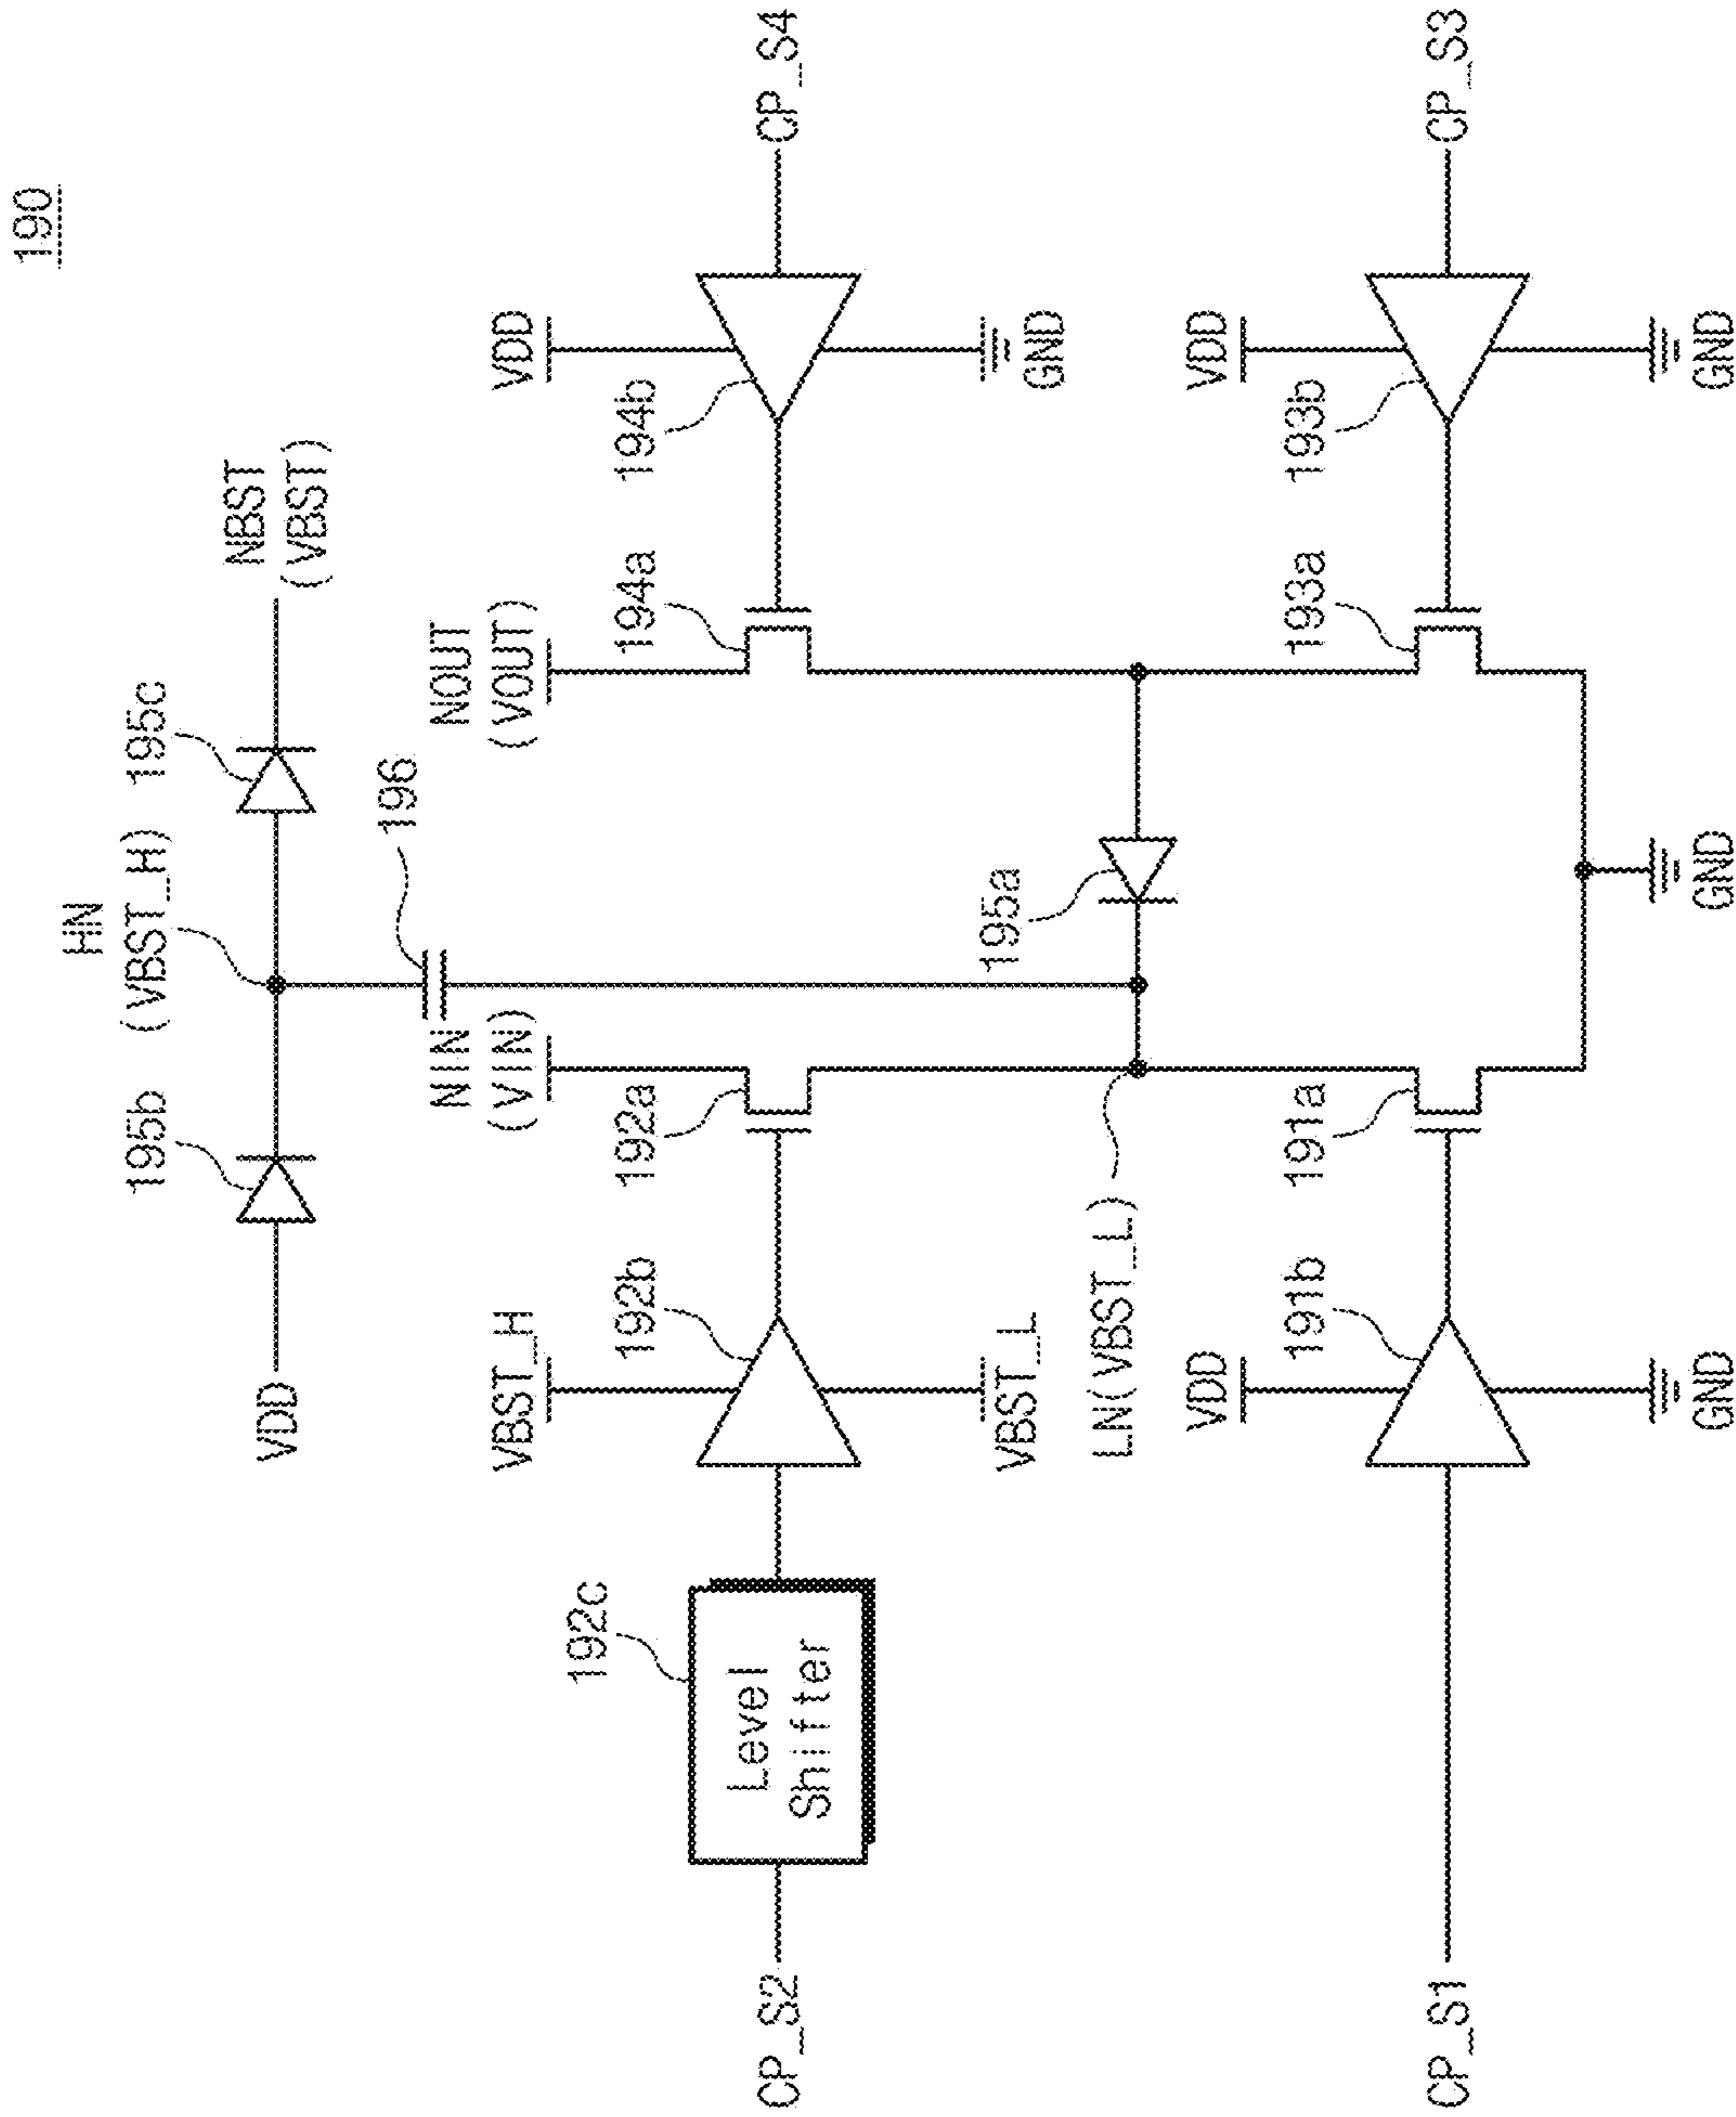 190
HN
(VBST_H)
195b
195c
NBST
(VBST)
VDD
196
NIN
(VIN)
NOUT
(VOUT)
VBST_H
VDD
192c
192b
192a
194a
194b
Level
Shifter
CP_S2
CP_S4
VBST_L
GND
195a
LN(VBST_L)
VDD
VDD
191b
191a
193a
193b
CP_S1
CP_S3
GND
GND
GND